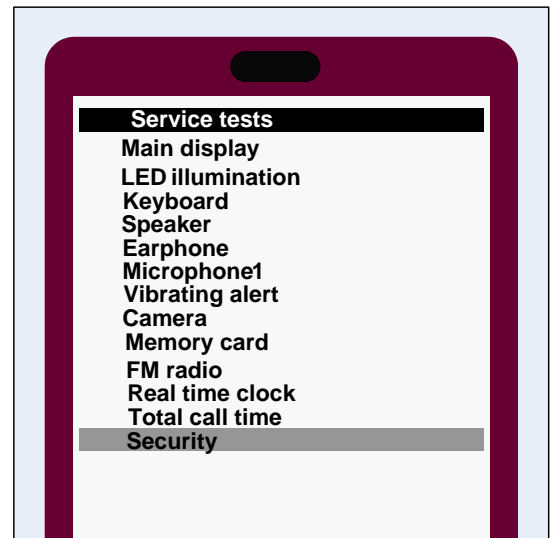 Service tests
Main display
LED illumination
Keyboard
Speaker
Earphone
Microphone1
Vibrating alert
Camera
Memory card
FM radio
Real time clock
Total call time
Security